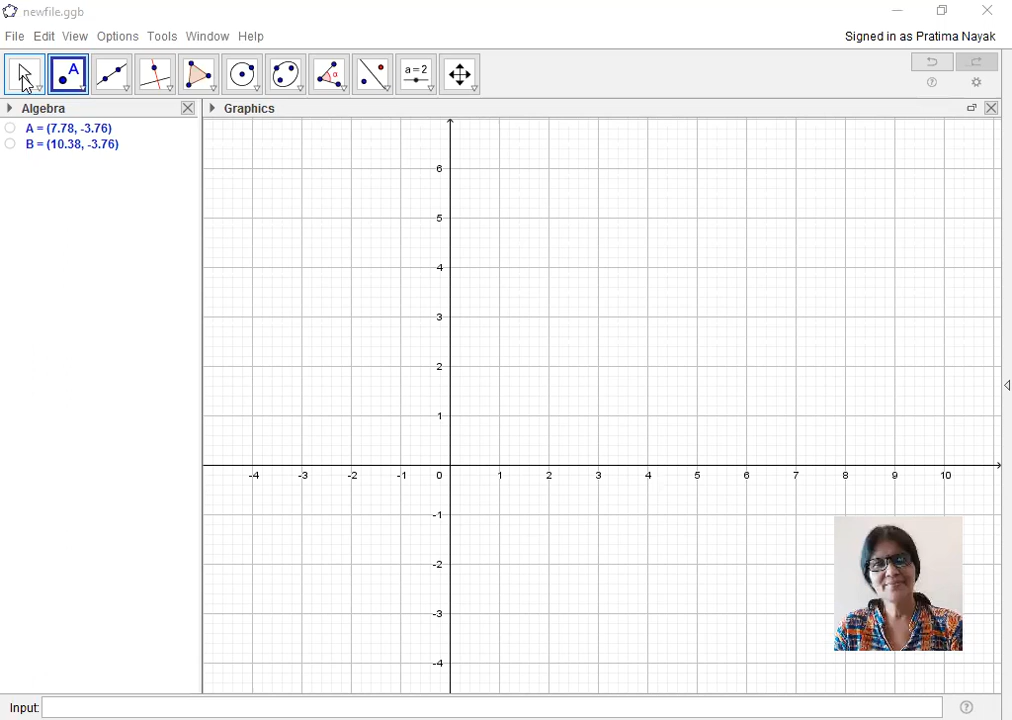 newfile.ggb
File Edit View Options Tools Window Help
Signed in as Pratima Nayak
A
α
a=2
Algebra
Graphics
A = (7.78, -3.76)
B = (10.38, -3.76)
6
5
4
3
2
1
-4 -3 -2 -1 0 1 2 3 4 5 6 7 8 9 10
-1
-2
-3
-4
Input: